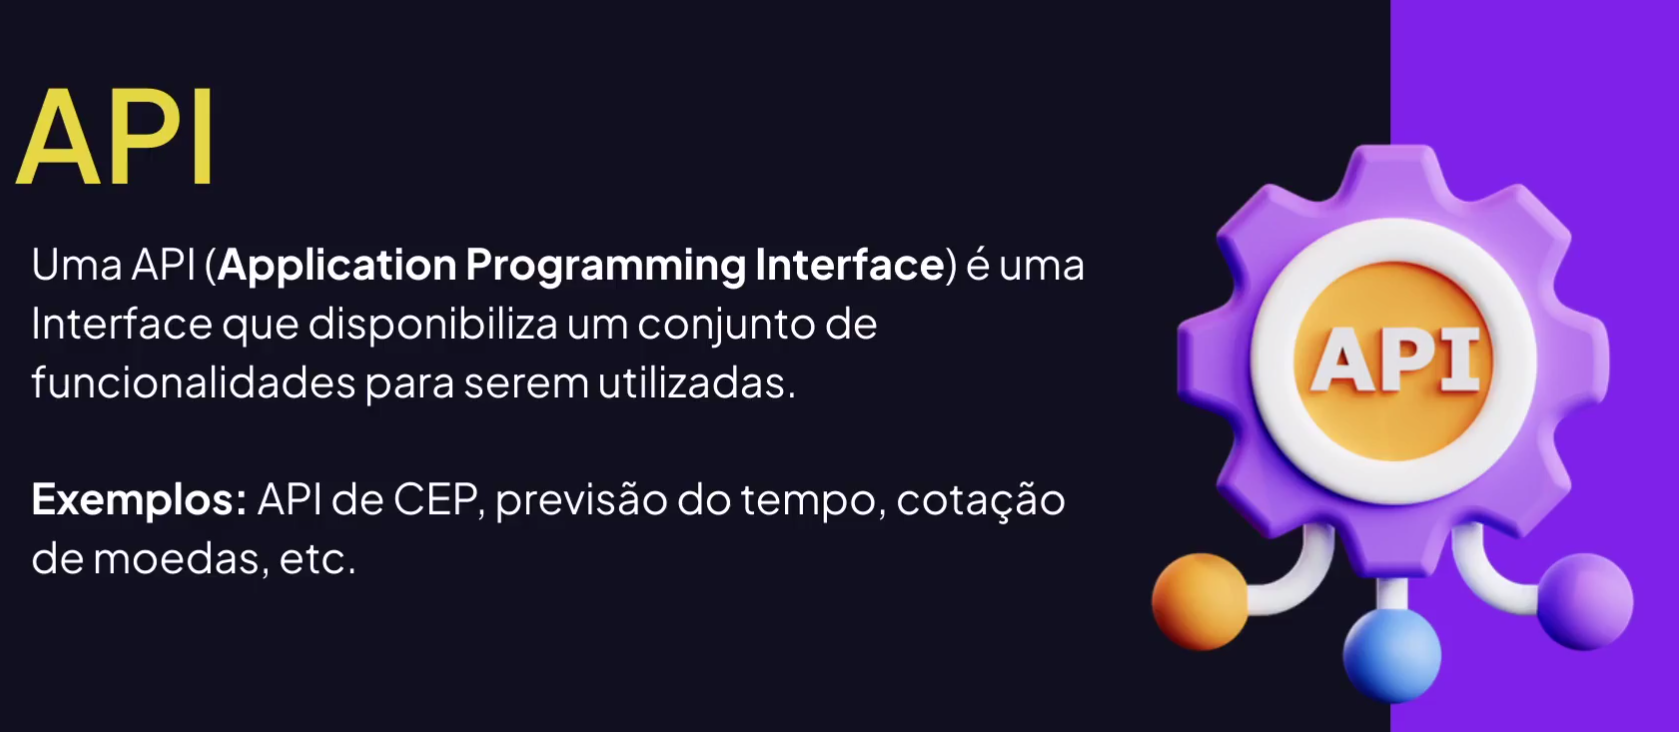 API
Uma API (Application Programming Interface) é uma
Interface que disponibiliza um conjunto de
funcionalidades para serem utilizadas.
Exemplos: API de CEP, previsão do tempo, cotação
de moedas, etc.
API